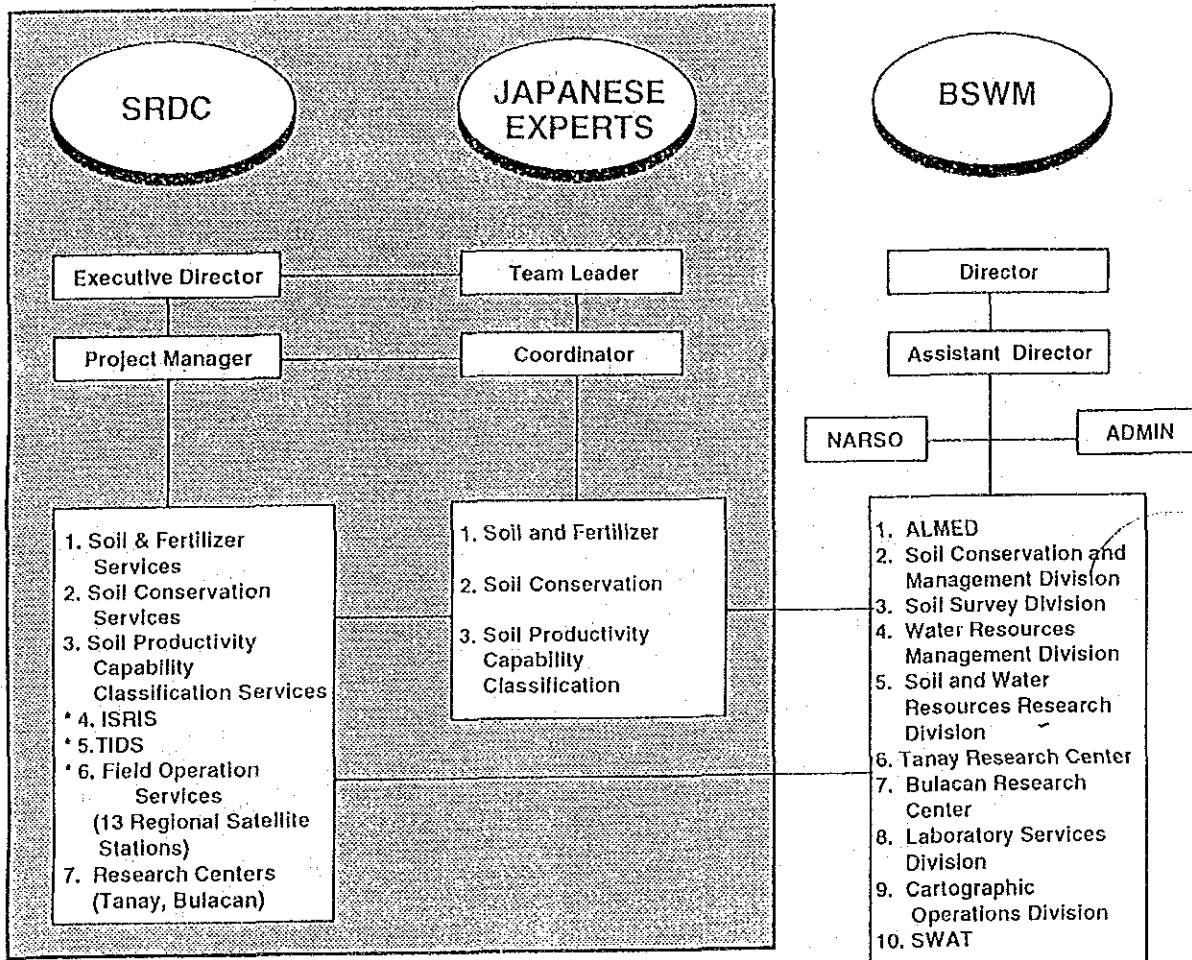 SRDC
JAPANESE
EXPERTS
BSWM
Executive Director
Team Leader
Director
Project Manager
Coordinator
Assistant Director
NARSO
ADMIN
1. Soil & Fertilizer
Services
2. Soil Conservation
Services
3. Soil Productivity
Capability
Classification Services
* 4. ISRIS
* 5. TIDS
* 6. Field Operation
Services
(13 Regional Satellite
Stations)
7. Research Centers
(Tanay, Bulacan)
1. Soil and Fertilizer
2. Soil Conservation
3. Soil Productivity
Capability
Classification
1. ALMED
2. Soil Conservation and
Management Division
3. Soil Survey Division
4. Water Resources
Management Division
5. Soil and Water
Resources Research
Division
6. Tanay Research Center
7. Bulacan Research
Center
8. Laboratory Services
Division
9. Cartographic
Operations Division
10. SWAT